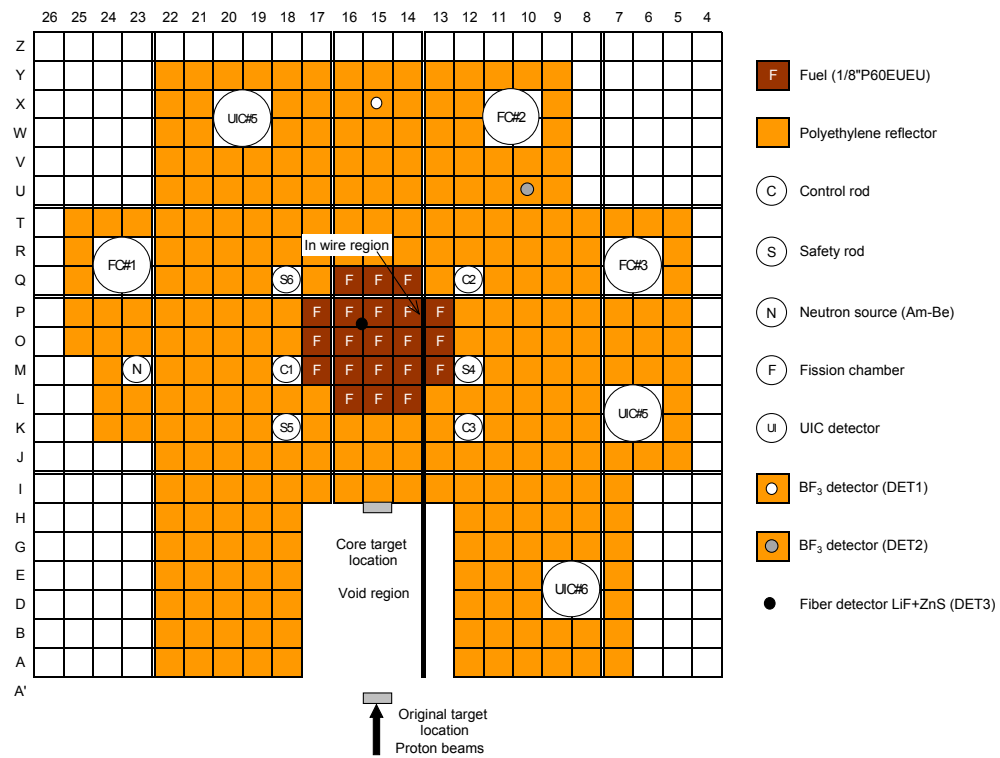 26 25 24 23 22 21 20 19 18 17 16 15 14 13 12 11 10 9 8 7 6 5 4
Z
Y
X
UIC#5
FC#2
W
V
U
T
In wire region
R
FC#1
FC#3
Q
S6
F F F
C2
P
F F F F F
O
F F F F F
M
N
C1
F F F F F
S4
L
F F F
UIC#5
K
S5
C3
J
I
H
G
Core target
location
E
UIC#6
D
Void region
B
A
A'
Original target
location
Proton beams
F Fuel (1/8"P60EUEU)
Polyethylene reflector
C Control rod
S Safety rod
N Neutron source (Am-Be)
F Fission chamber
UI UIC detector
BF₃ detector (DET1)
BF₃ detector (DET2)
Fiber detector LiF+ZnS (DET3)